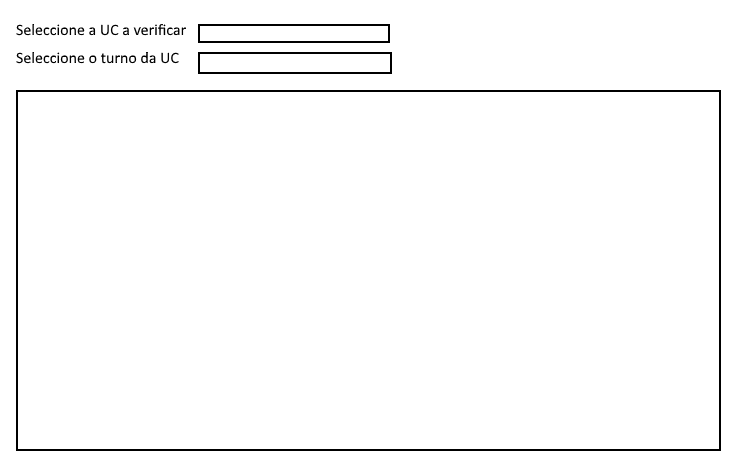 Seleccione a UC a verificar
Seleccione o turno da UC